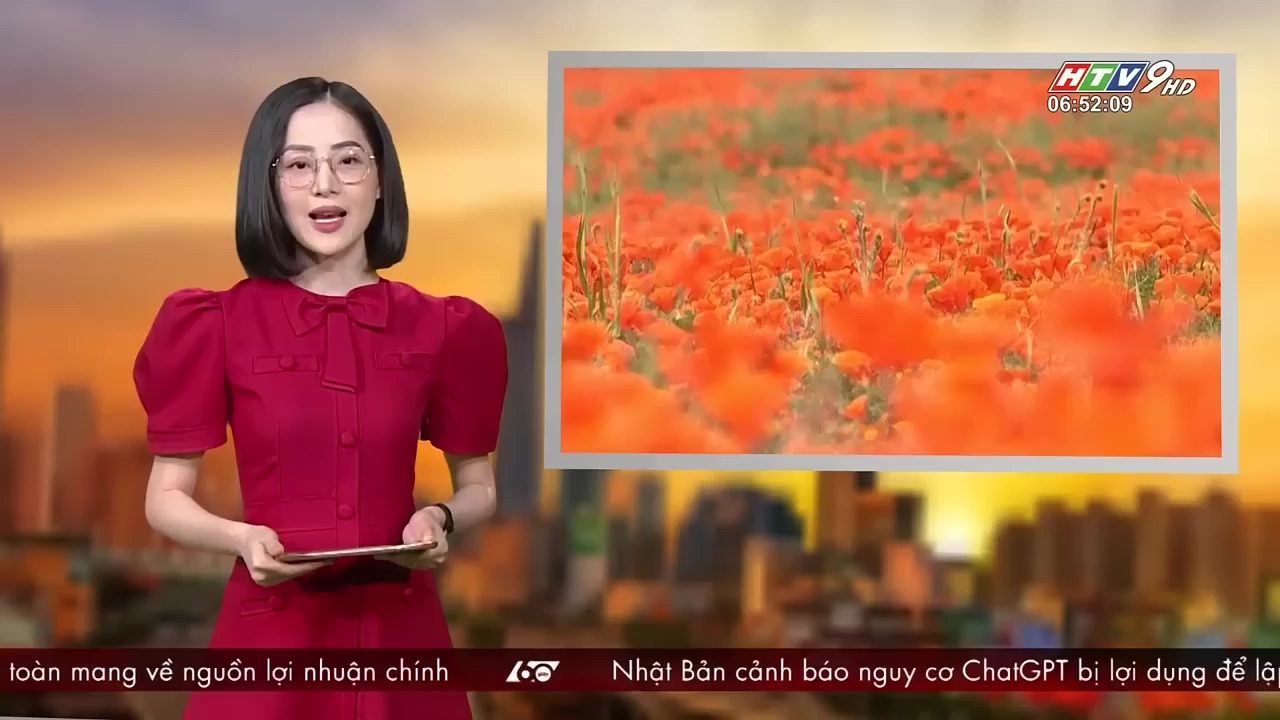 HTV9HD
06:52:09
toàn mang về nguồn lợi nhuận chính
60
Nhật Bản cảnh báo nguy cơ ChatGPT bị lợi dụng để lập